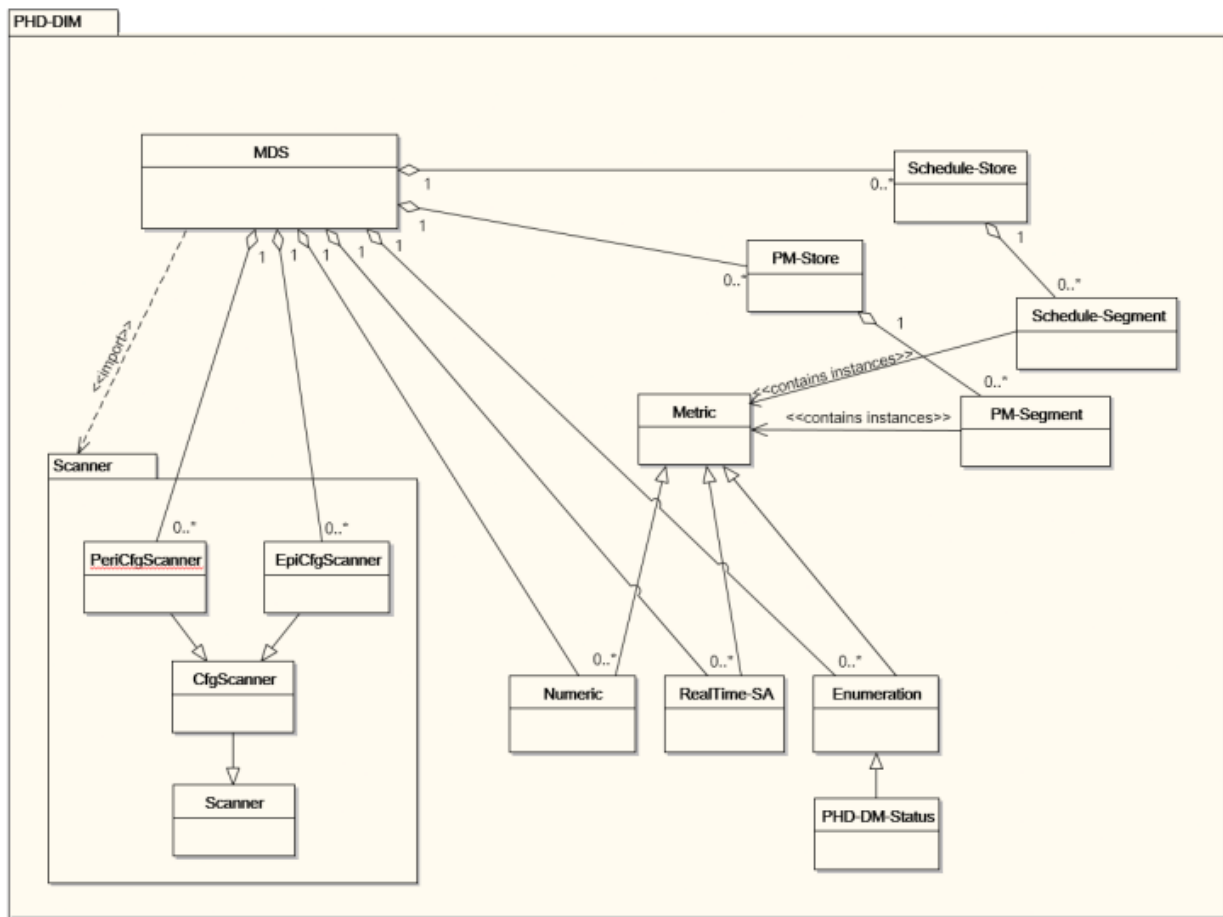 PHD-DIM
MDS
1
0..*
Schedule-Store
1
1
0..*
PM-Store
1
0..*
Schedule-Segment
1
1
1
1
1
<<import>>
1
<<contains instances>>
0..*
PM-Segment
<<contains instances>>
Metric
Scanner
0..*
0..*
PeriCfgScanner
EpiCfgScanner
CfgScanner
Scanner
0..*
0..*
0..*
Numeric
RealTime-SA
Enumeration
PHD-DM-Status